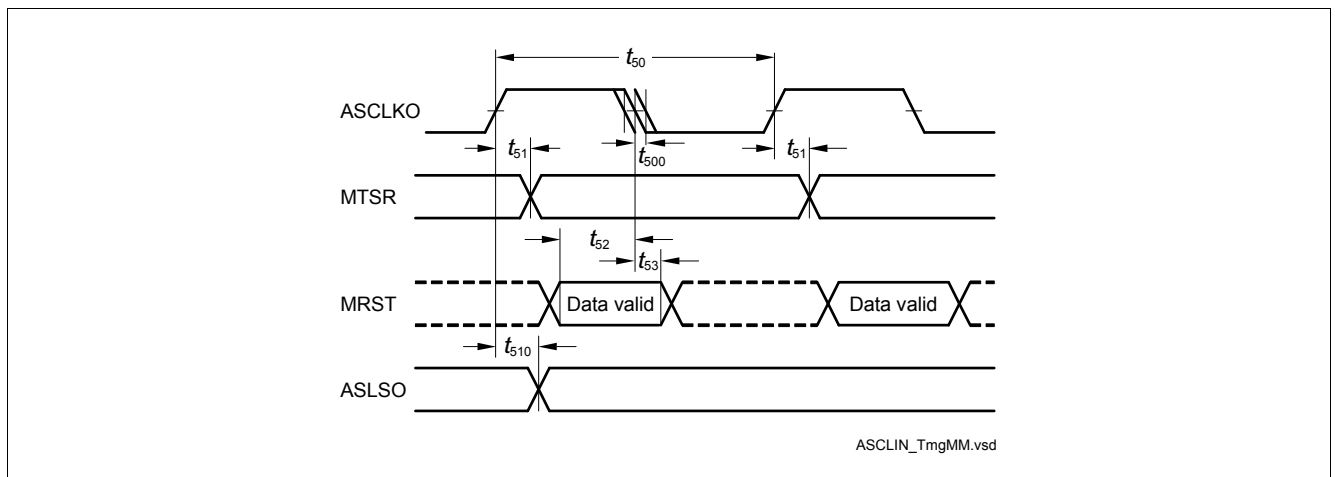 t50
ASCLKO
t51
t500
t51
MTSR
t52
t53
MRST
Data valid
Data valid
t510
ASLSO
ASCLIN_TmgMM.vsd